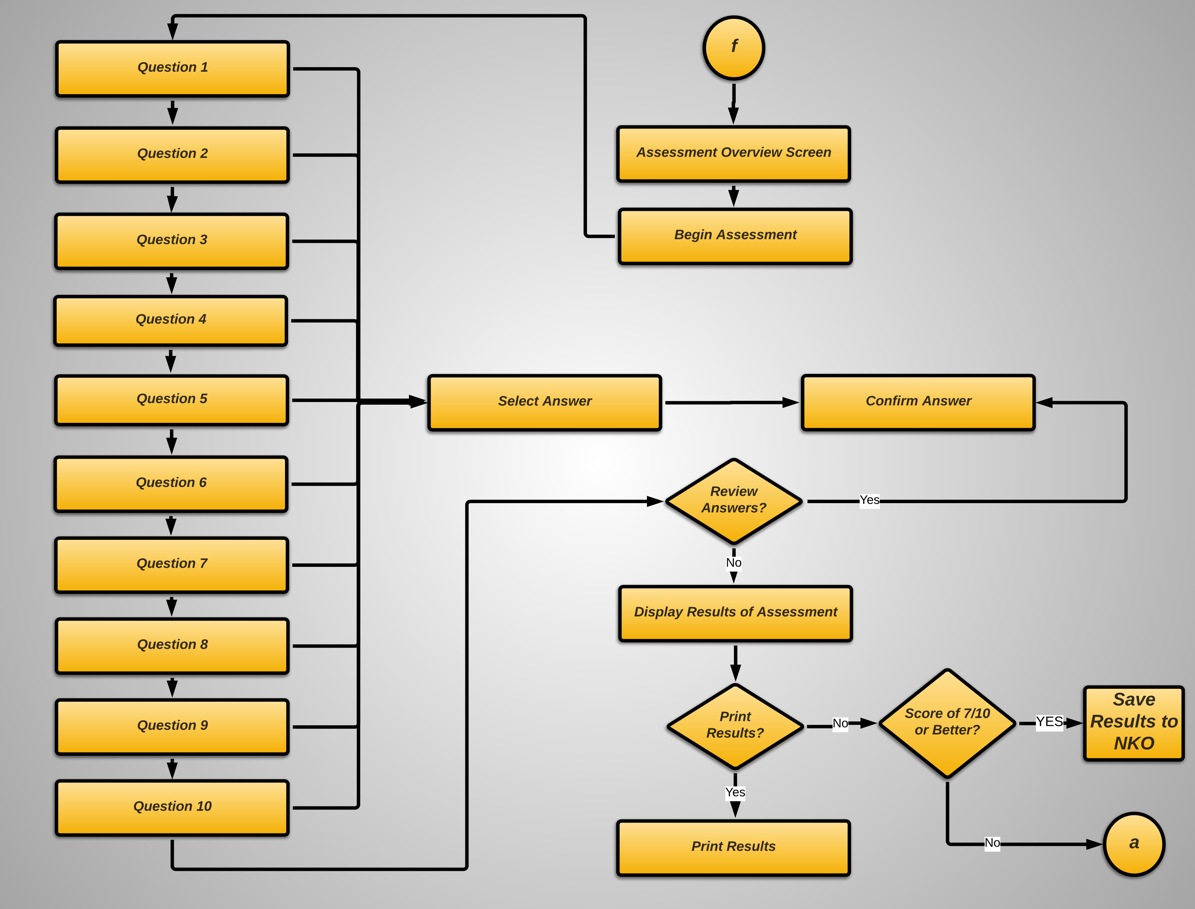 f
Question 1
Question 2
Question 3
Question 4
Question 5
Question 6
Question 7
Question 8
Question 9
Question 10
Assessment Overview Screen
Begin Assessment
Select Answer
Confirm Answer
Review
Answers?
Yes
No
Display Results of Assessment
Print
Results?
No
Score of 7/10
or Better?
YES
Save
Results to
NKO
Yes
Print Results
No
a